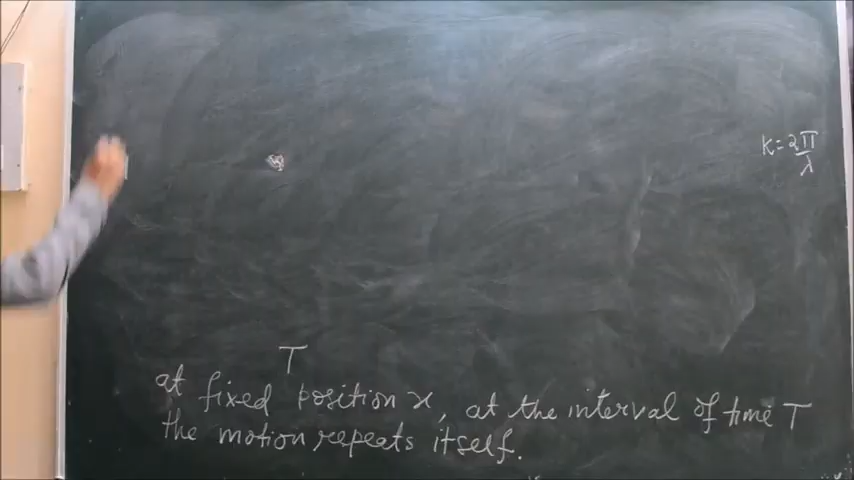 K = 2π/λ
T
at fixed position x, at the interval of time T
the motion repeats itself.